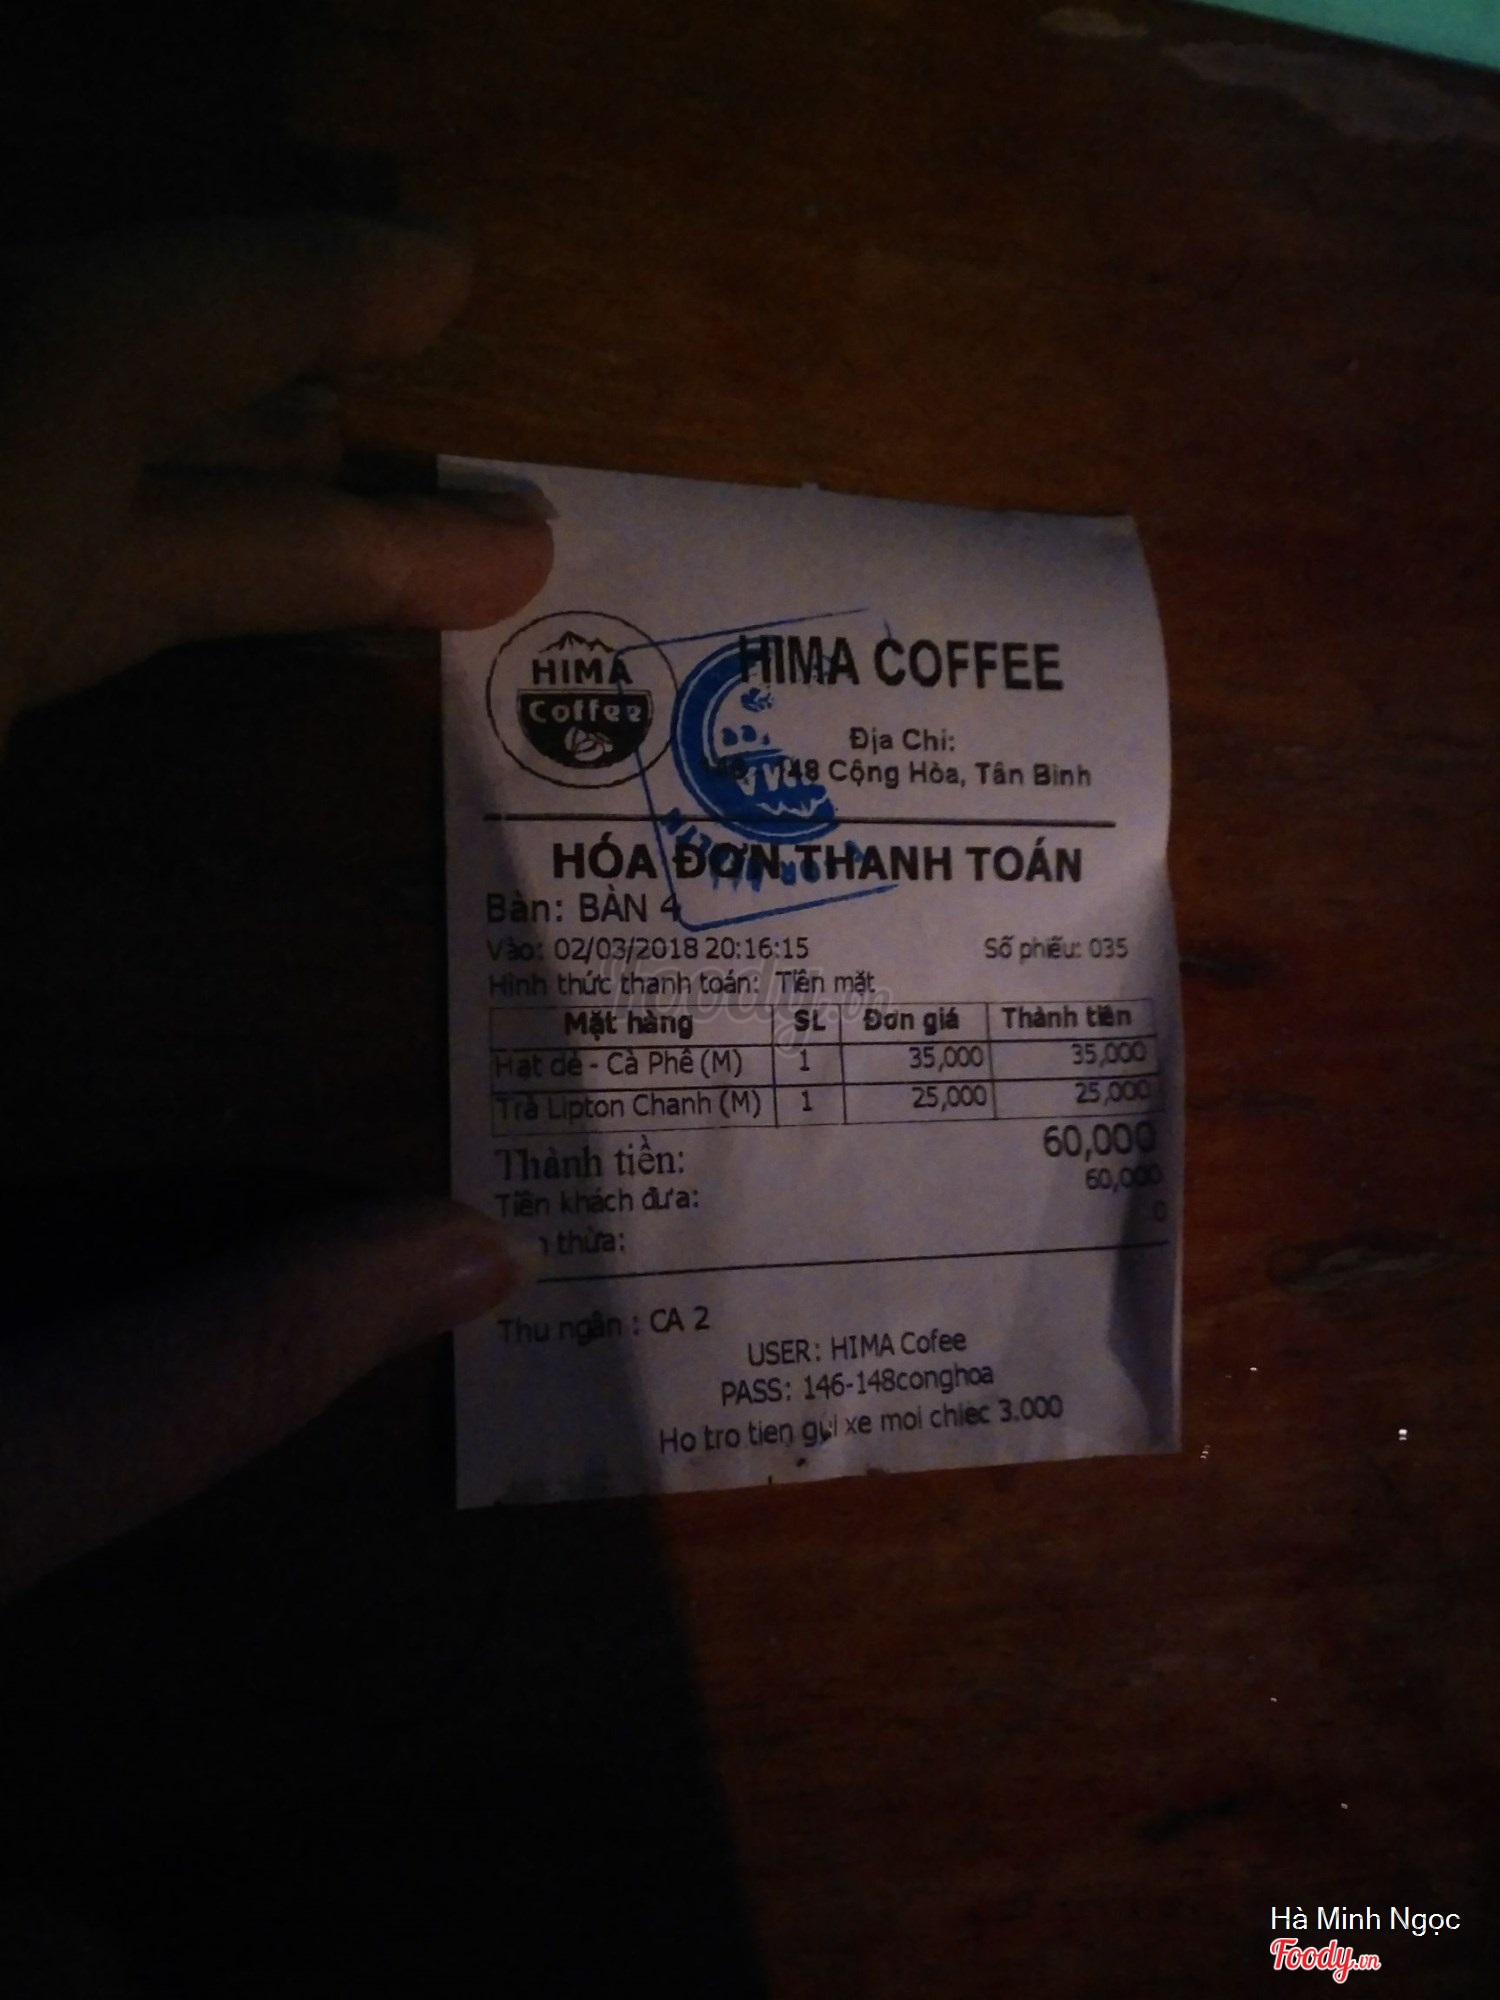 HIMA
Coffee
HIMA COFFEE
Địa Chỉ:
148 Cộng Hòa, Tân Bình
HÓA ĐƠN THANH TOÁN
Bàn: BÀN 4
Vào: 02/03/2018 20:16:15 Số phiếu: 035
Hình thức thanh toán: Tiền mặt
Mặt hàng SL Đơn giá Thành tiền
Hạt dẻ - Cà Phê (M) 1 35,000 35,000
Trà Lipton Chanh (M) 1 25,000 25,000
Thành tiền: 60,000
Tiền khách đưa: 60,000
thừa: 0
Thu ngân : CA 2
USER: HIMA Cofee
PASS: 146-148conghoa
Ho tro tien gui xe moi chiec 3.000
Foody.vn
Hà Minh Ngọc
Foody.vn